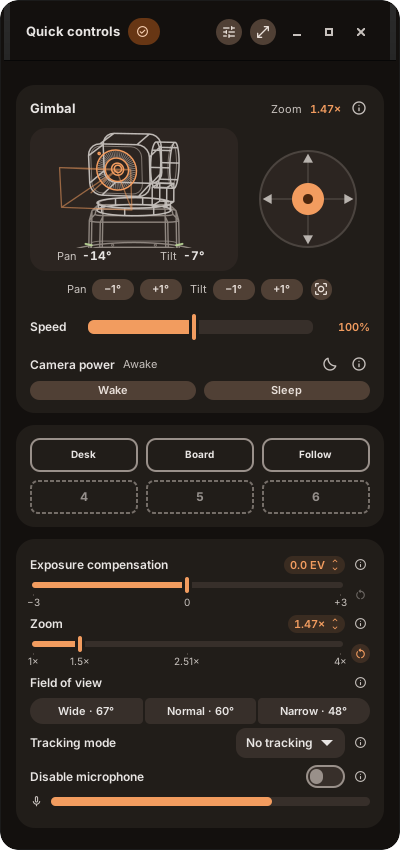 Quick controls
Gimbal
Zoom 1.47×
Pan -14° Tilt -7°
Pan −1° +1° Tilt −1° +1°
Speed 100%
Camera power Awake
Wake Sleep
Desk Board Follow
4 5 6
Exposure compensation 0.0 EV
−3 0 +3
Zoom 1.47×
1× 1.5× 2.51× 4×
Field of view
Wide · 67° Normal · 60° Narrow · 48°
Tracking mode No tracking
Disable microphone